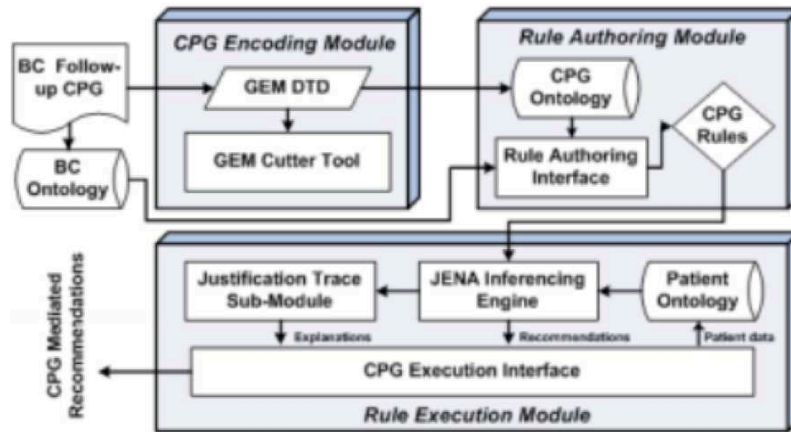 CPG Encoding Module
Rule Authoring Module
BC Follow-
up CPG
GEM DTD
CPG
Ontology
CPG
Rules
GEM Cutter Tool
Rule Authoring
Interface
BC
Ontology
CPG Mediated
Recommendations
Justification Trace
Sub-Module
JENA Inferencing
Engine
Patient
Ontology
Explanations
Recommendations
Patient data
CPG Execution Interface
Rule Execution Module